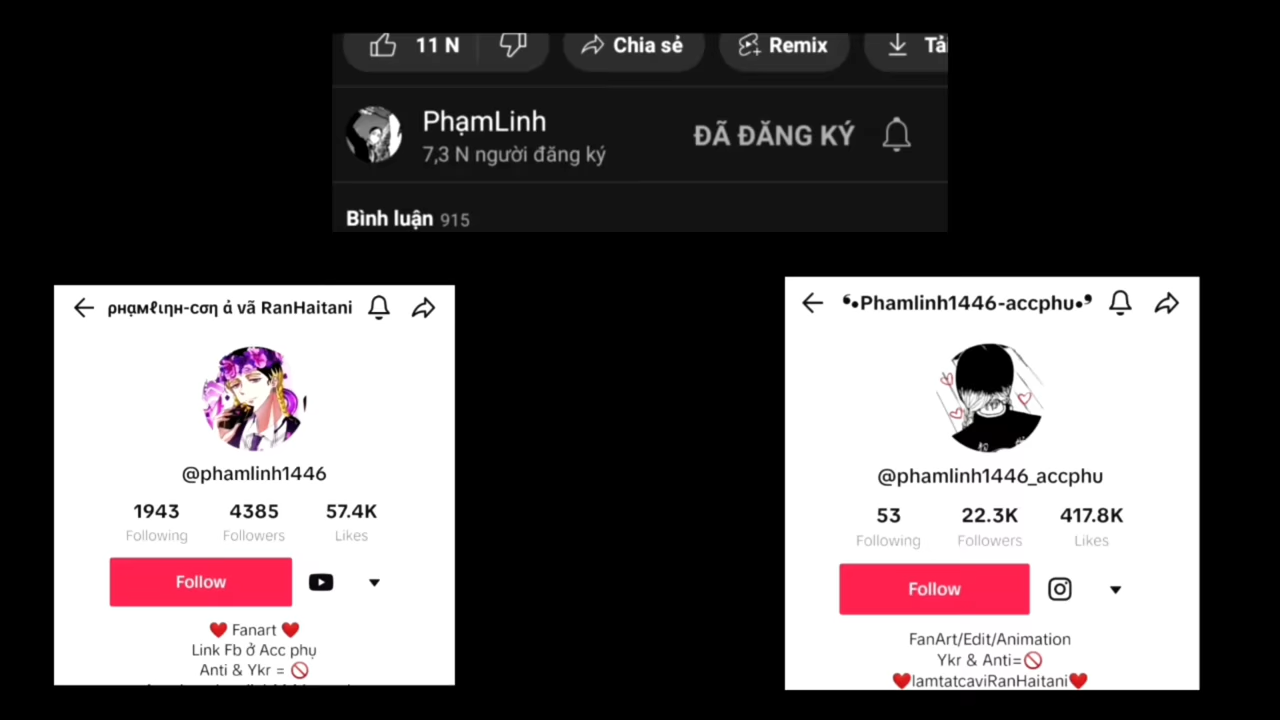 11 N Chia sẻ Remix Tả
PhạmLinh
7,3 N người đăng ký
ĐÃ ĐĂNG KÝ
Bình luận 915
ρнạмℓιηн-cση ả vã RanHaitani
@phamlinh1446
1943 4385 57.4K
Following Followers Likes
Follow
❤️ Fanart ❤️
Link Fb ở Acc phụ
Anti & Ykr = 🚫
❛•Phamlinh1446-accphu•❜
@phamlinh1446_accphu
53 22.3K 417.8K
Following Followers Likes
Follow
FanArt/Edit/Animation
Ykr & Anti=🚫
❤️lamtatcaviRanHaitani❤️